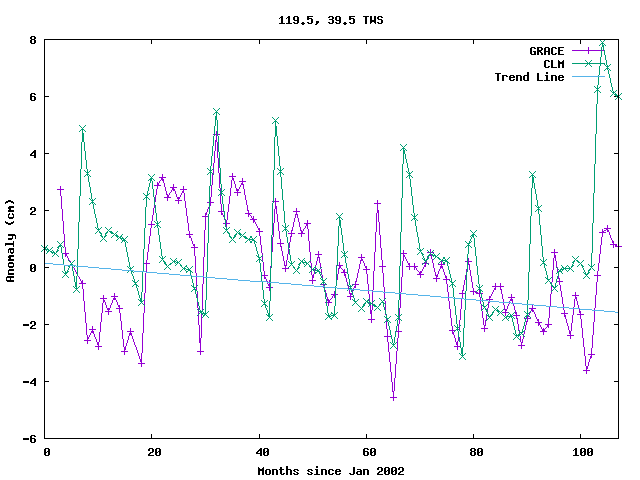 119.5, 39.5 TWS
GRACE
CLM
Trend Line
8
6
4
2
0
-2
-4
-6
Anomaly (cm)
0 20 40 60 80 100
Months since Jan 2002